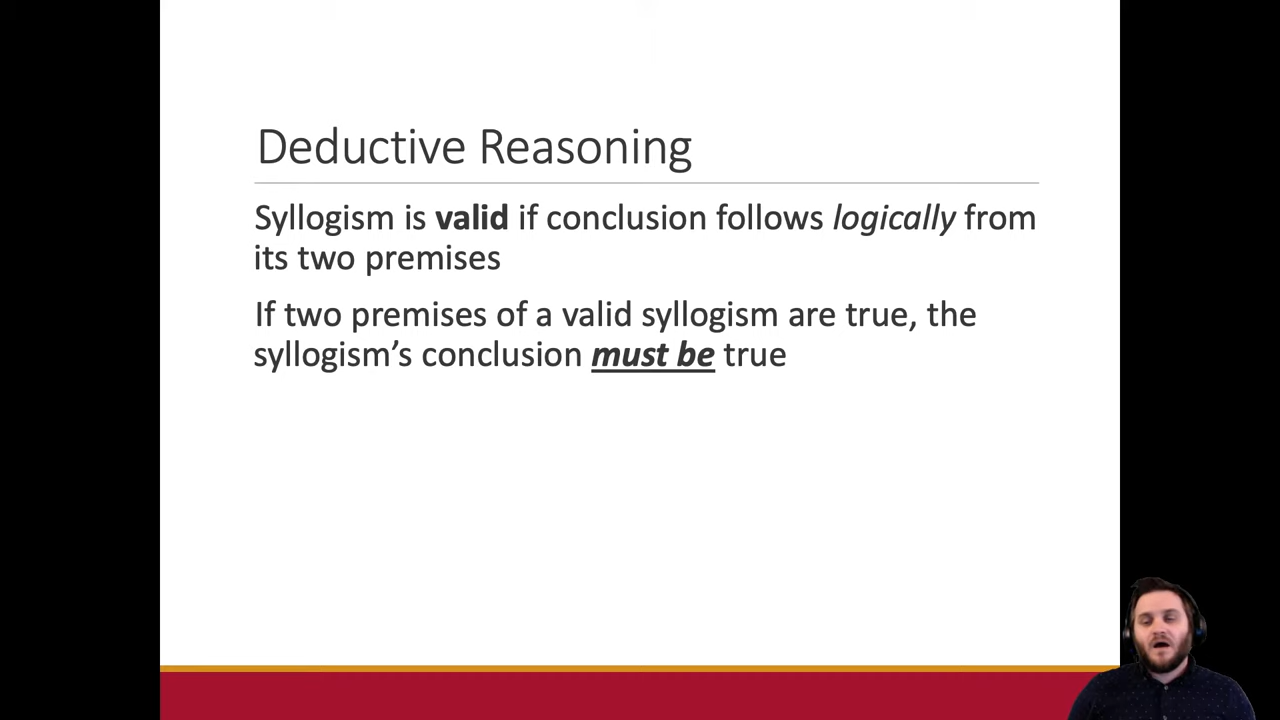 Deductive Reasoning
Syllogism is valid if conclusion follows logically from
its two premises
If two premises of a valid syllogism are true, the
syllogism’s conclusion must be true